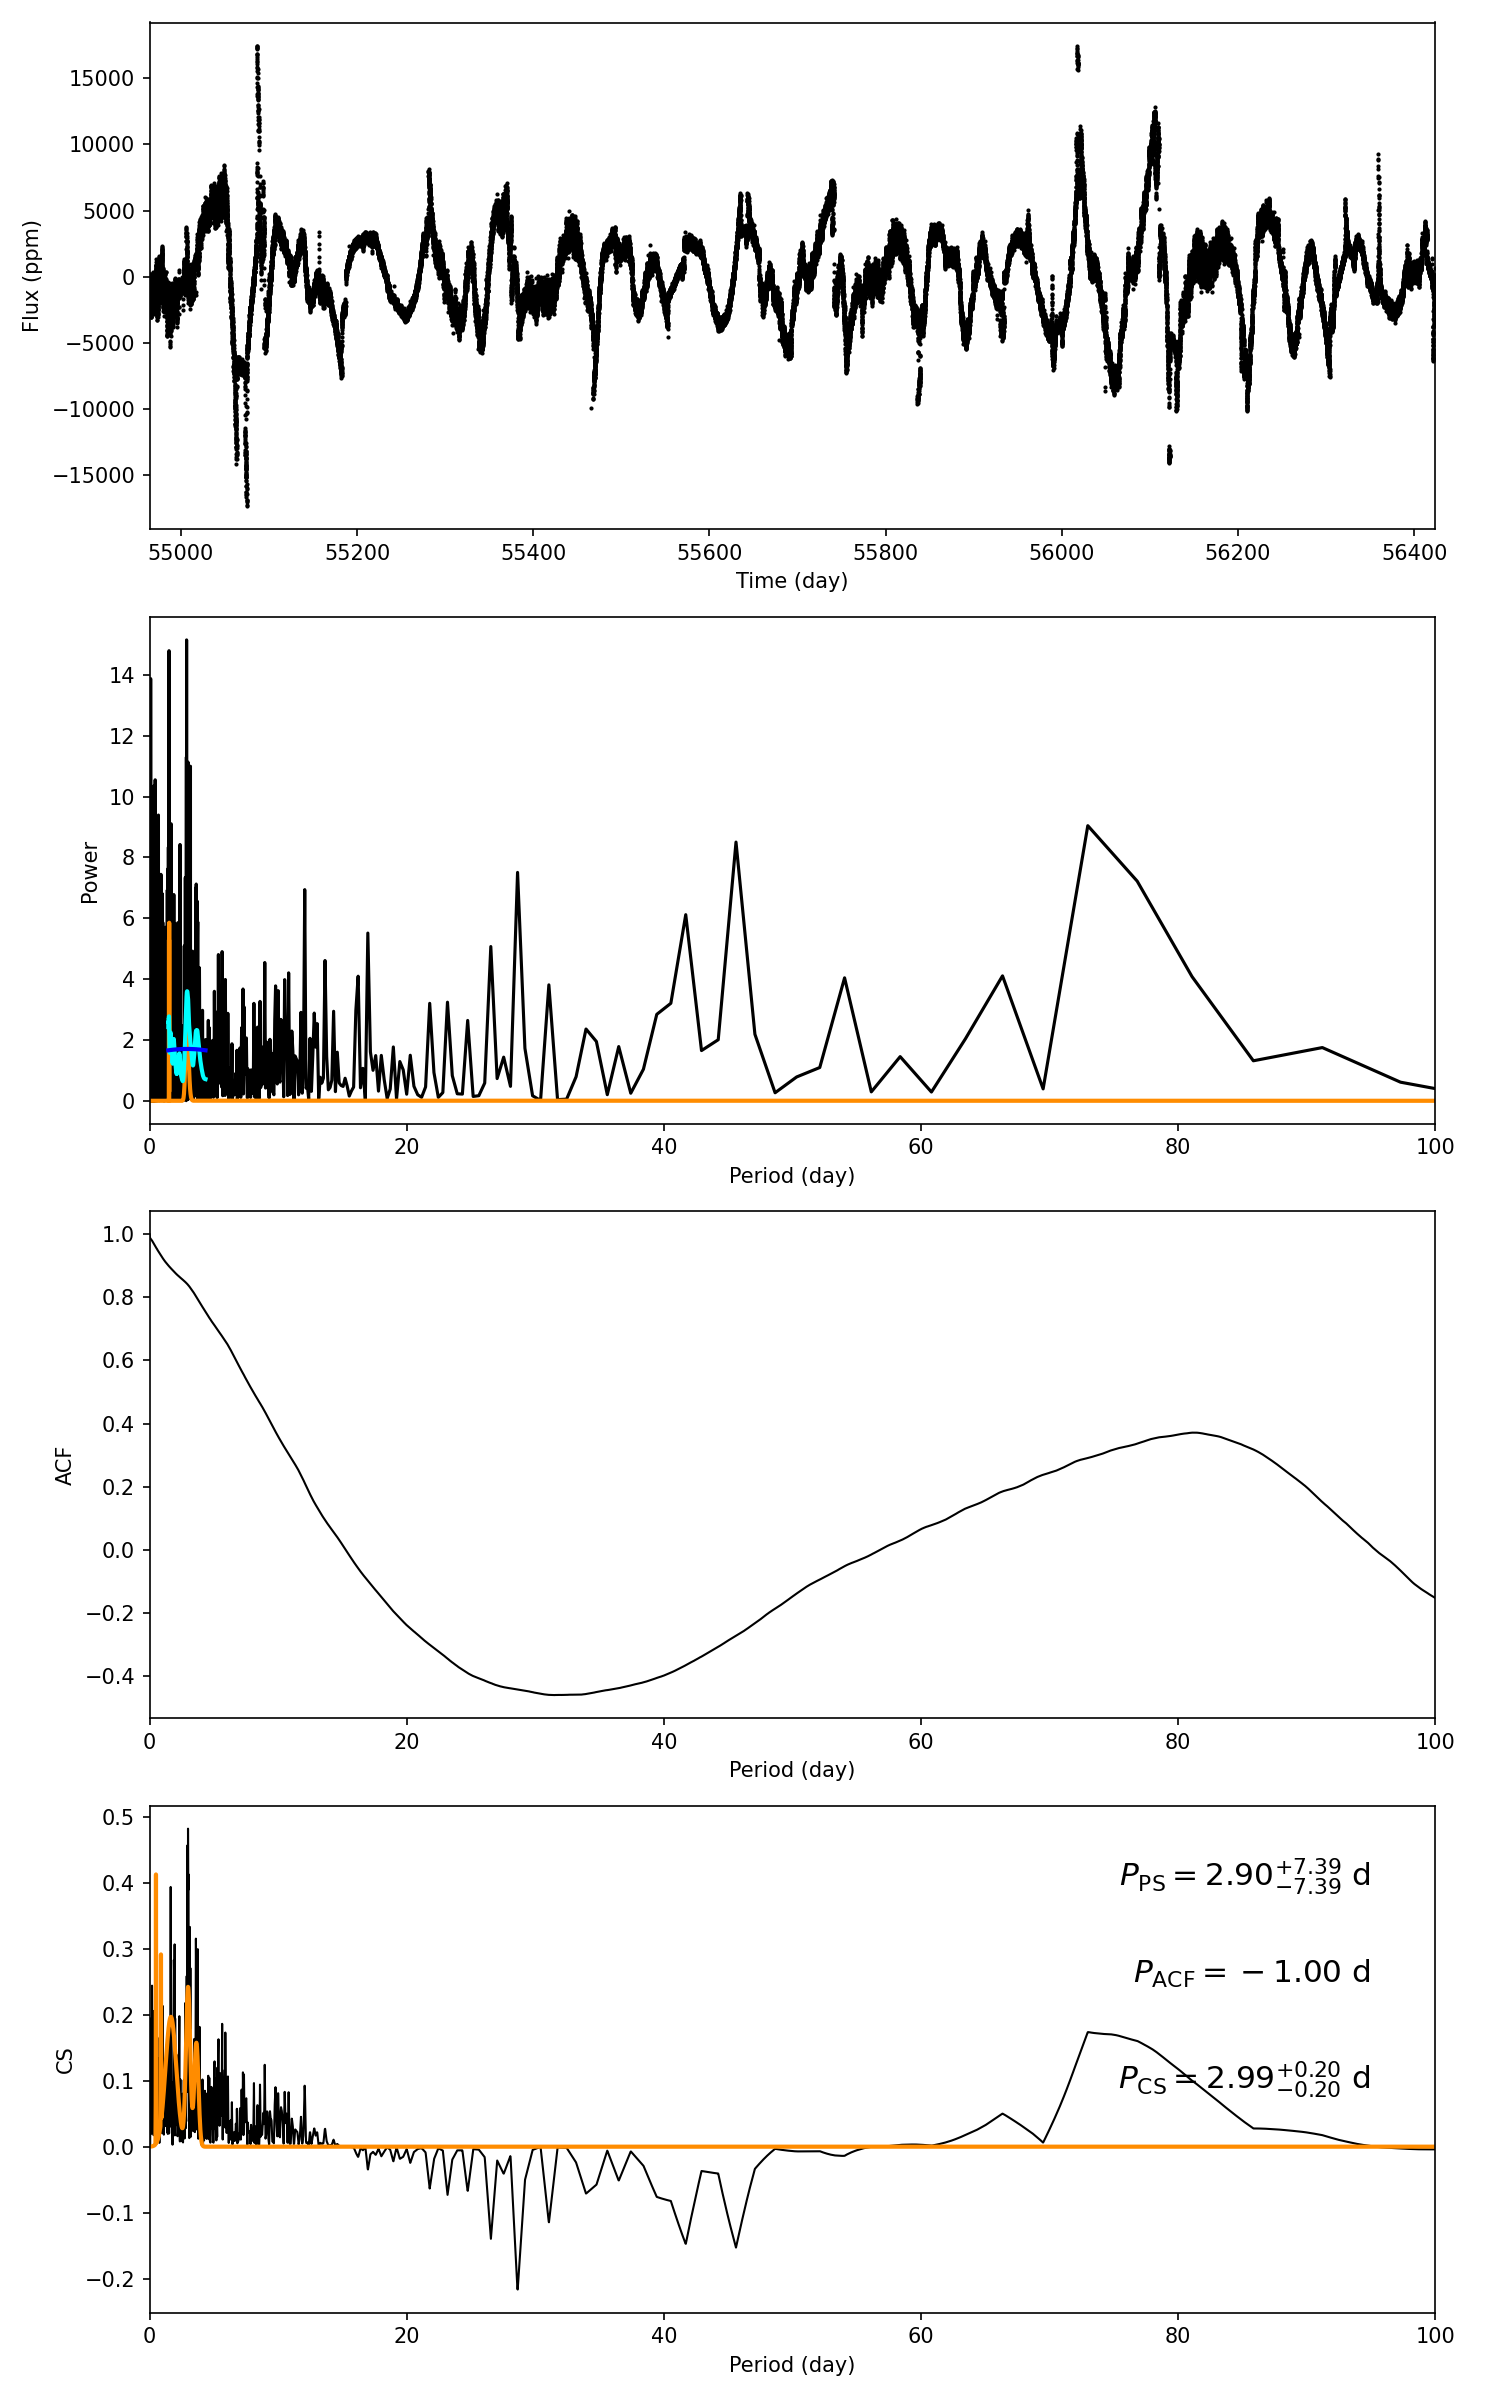 15000
10000
5000
0
−5000
−10000
−15000
Flux (ppm)
55000 55200 55400 55600 55800 56000 56200 56400
Time (day)
14
12
10
8
6
4
2
0
Power
0 20 40 60 80 100
Period (day)
1.0
0.8
0.6
0.4
0.2
0.0
−0.2
−0.4
ACF
0 20 40 60 80 100
Period (day)
0.5
0.4
0.3
0.2
0.1
0.0
−0.1
−0.2
CS
P_PS = 2.90 +7.39 −7.39 d
P_ACF = −1.00 d
P_CS = 2.99 +0.20 −0.20 d
0 20 40 60 80 100
Period (day)